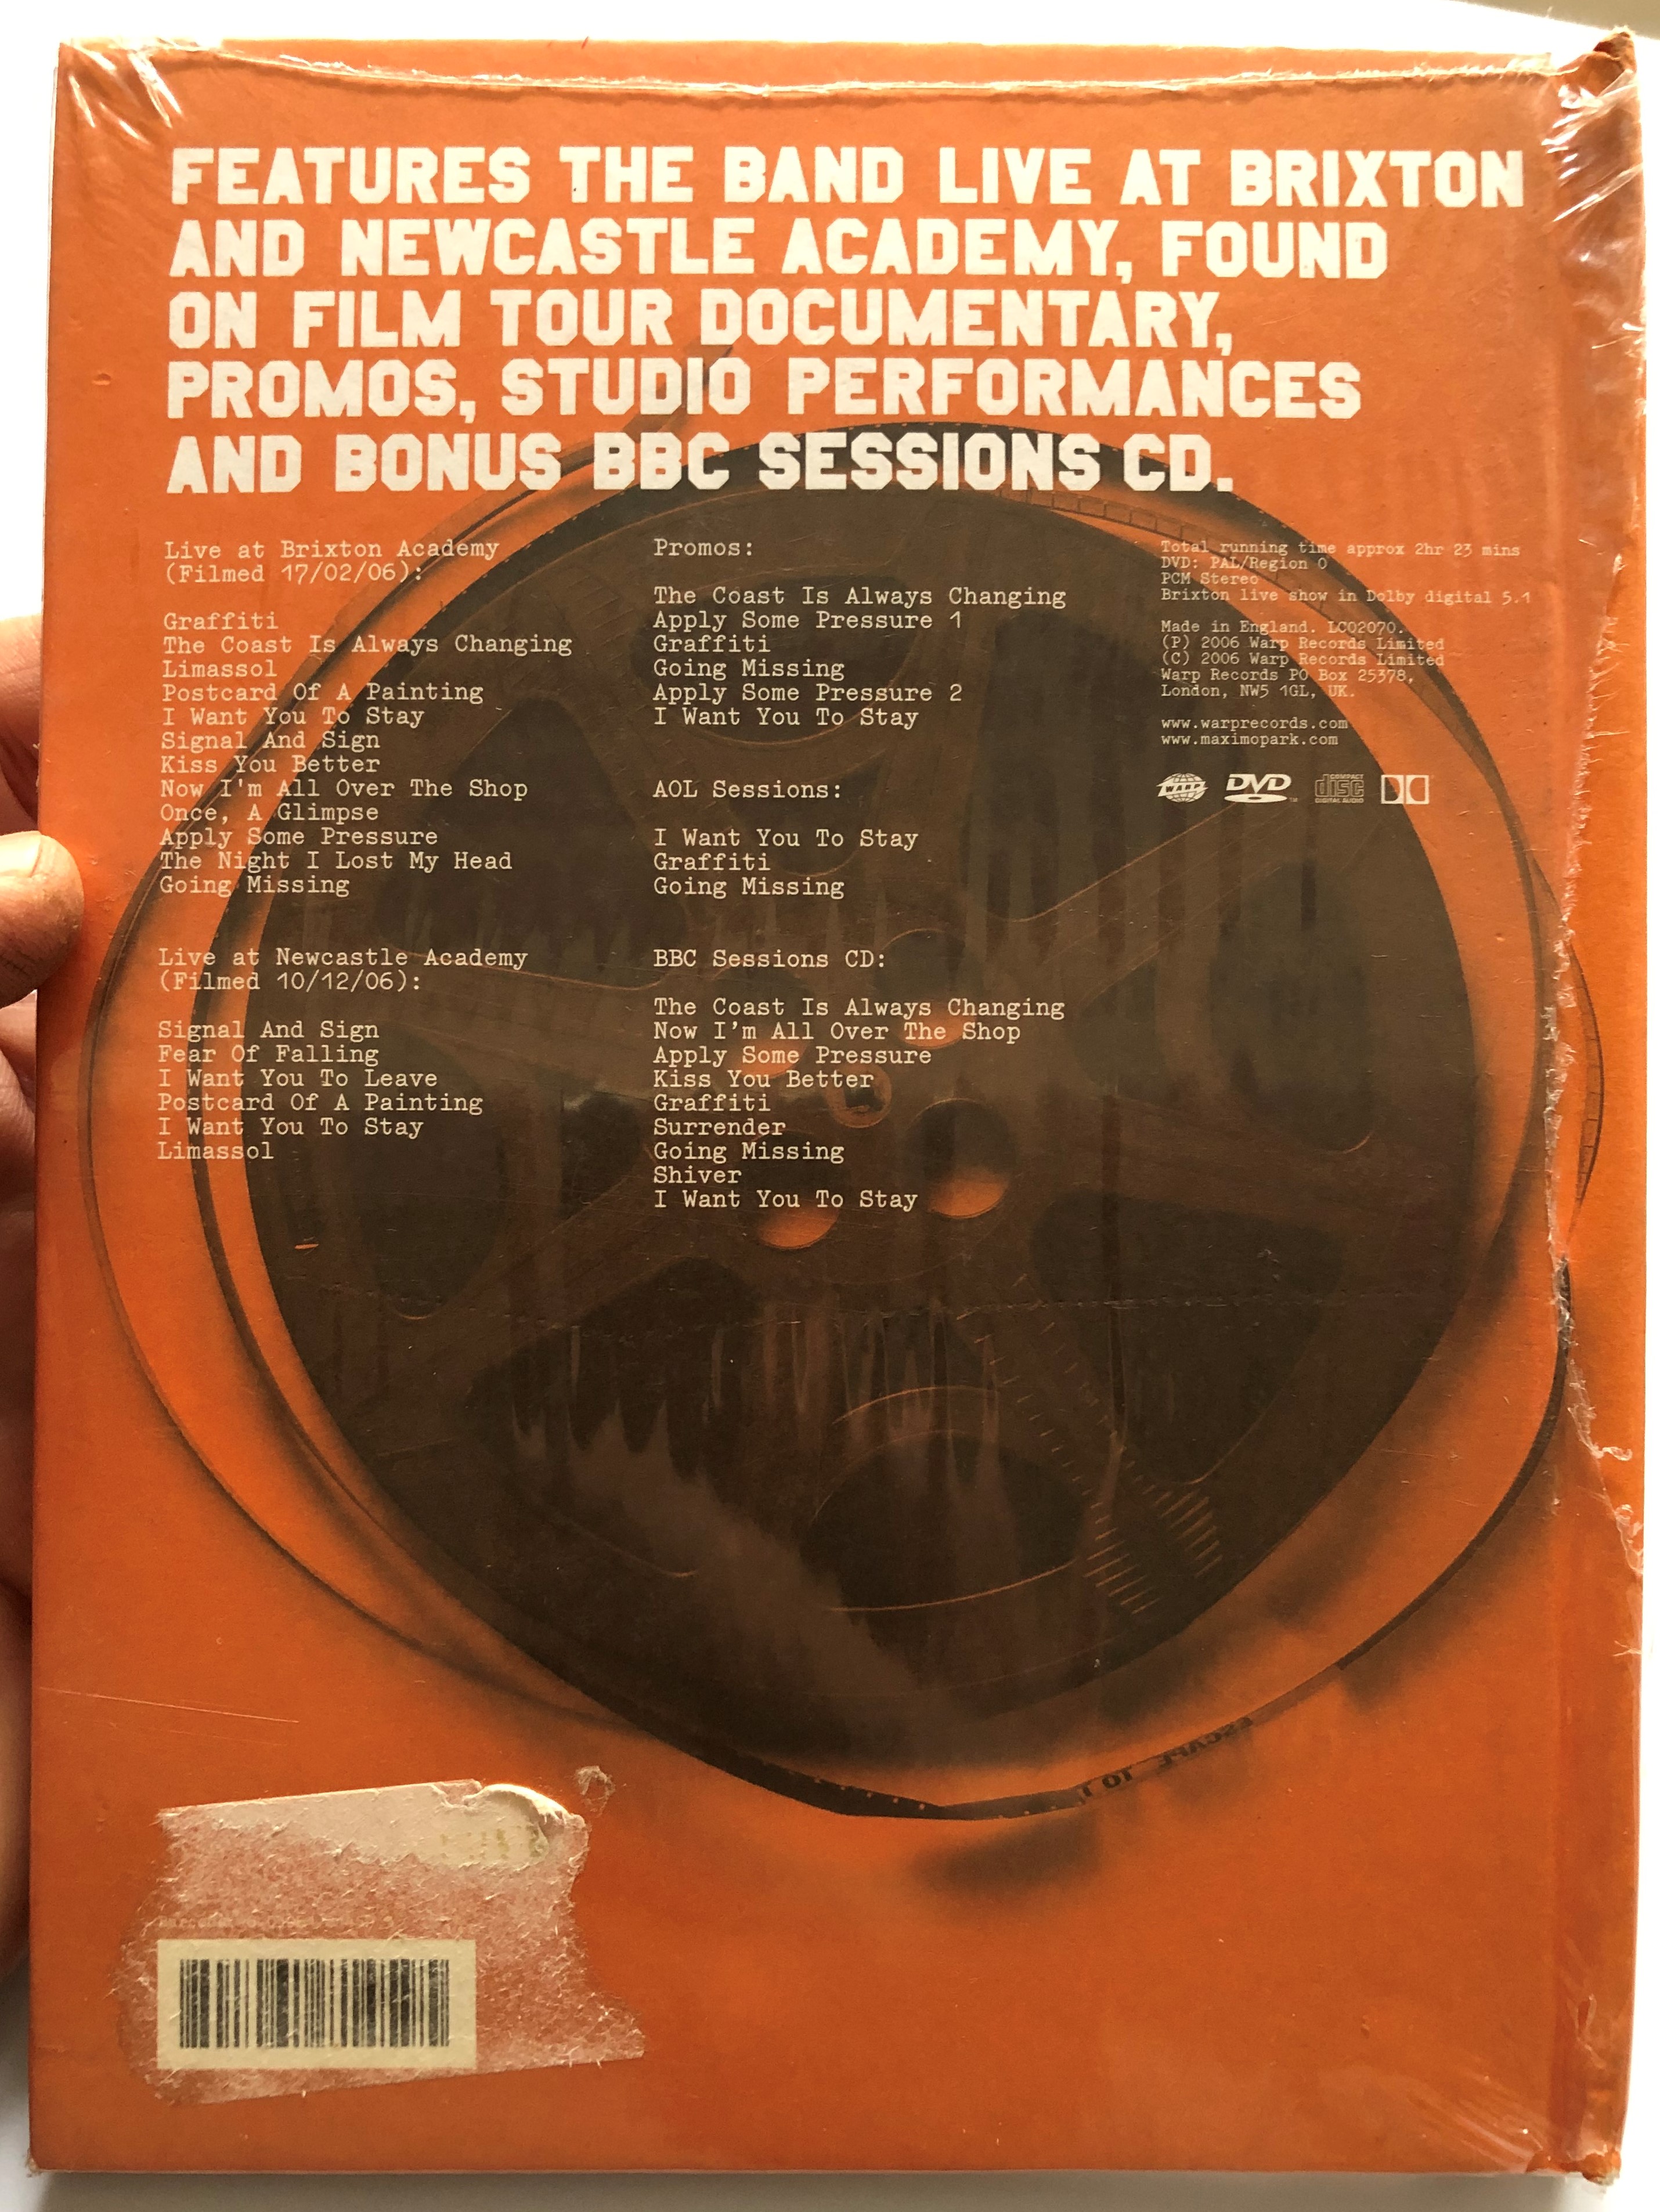 FEATURES THE BAND LIVE AT BRIXTON
AND NEWCASTLE ACADEMY, FOUND
ON FILM TOUR DOCUMENTARY,
PROMOS, STUDIO PERFORMANCES
AND BONUS BBC SESSIONS CD.
Live at Brixton Academy
(Filmed 17/02/06):
Graffiti
The Coast Is Always Changing
Limassol
Postcard Of A Painting
I Want You To Stay
Signal And Sign
Kiss You Better
Now I'm All Over The Shop
Once, A Glimpse
Apply Some Pressure
The Night I Lost My Head
Going Missing
Live at Newcastle Academy
(Filmed 10/12/06):
Signal And Sign
Fear Of Falling
I Want You To Leave
Postcard Of A Painting
I Want You To Stay
Limassol
Promos:
The Coast Is Always Changing
Apply Some Pressure 1
Graffiti
Going Missing
Apply Some Pressure 2
I Want You To Stay
AOL Sessions:
I Want You To Stay
Graffiti
Going Missing
BBC Sessions CD:
The Coast Is Always Changing
Now I'm All Over The Shop
Apply Some Pressure
Kiss You Better
Graffiti
Surrender
Going Missing
Shiver
I Want You To Stay
Total running time approx 2hr 23 mins
DVD: PAL/Region 0
PCM Stereo
Brixton live show in Dolby digital 5.1
Made in England. LC02070.
(P) 2006 Warp Records Limited
(C) 2006 Warp Records Limited
Warp Records PO Box 25378,
London, NW5 1GL, UK.
www.warprecords.com
www.maximopark.com
DVD COMPACT disc DIGITAL AUDIO
ESCAPE TO